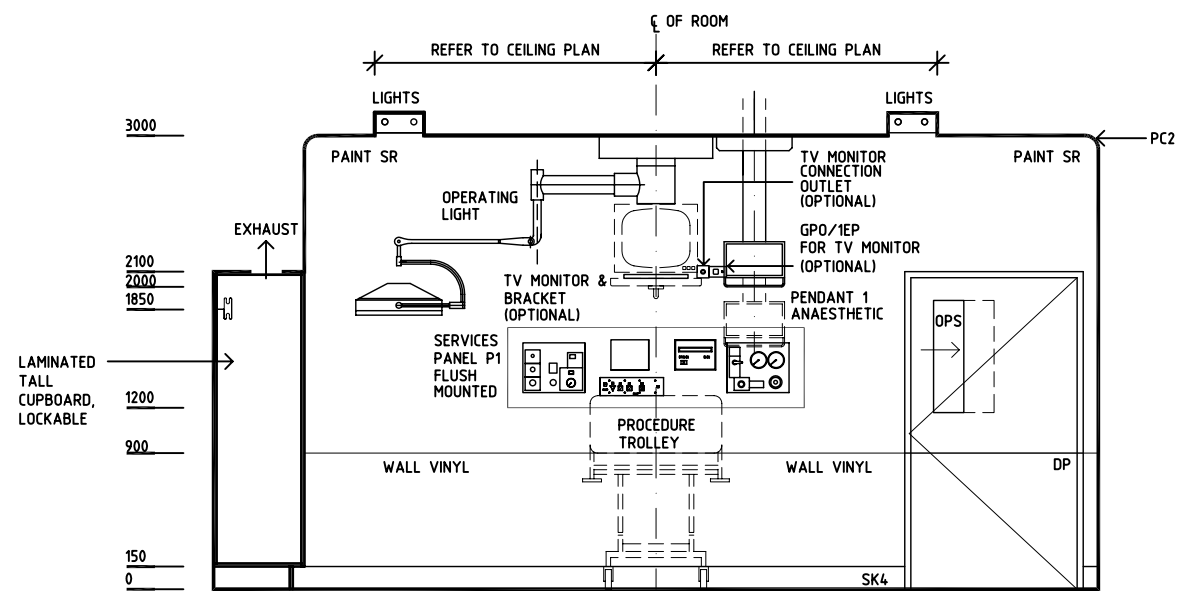 ℄ OF ROOM
REFER TO CEILING PLAN
REFER TO CEILING PLAN
LIGHTS
LIGHTS
3000
PC2
PAINT SR
PAINT SR
TV MONITOR
CONNECTION
OUTLET
(OPTIONAL)
OPERATING
LIGHT
EXHAUST
GPO/1EP
FOR TV MONITOR
(OPTIONAL)
2100
2000
1850
TV MONITOR &
BRACKET
(OPTIONAL)
PENDANT 1
ANAESTHETIC
OPS
SERVICES
PANEL P1
FLUSH
MOUNTED
LAMINATED
TALL
CUPBOARD,
LOCKABLE
1200
PROCEDURE
TROLLEY
900
WALL VINYL
WALL VINYL
DP
150
0
SK4